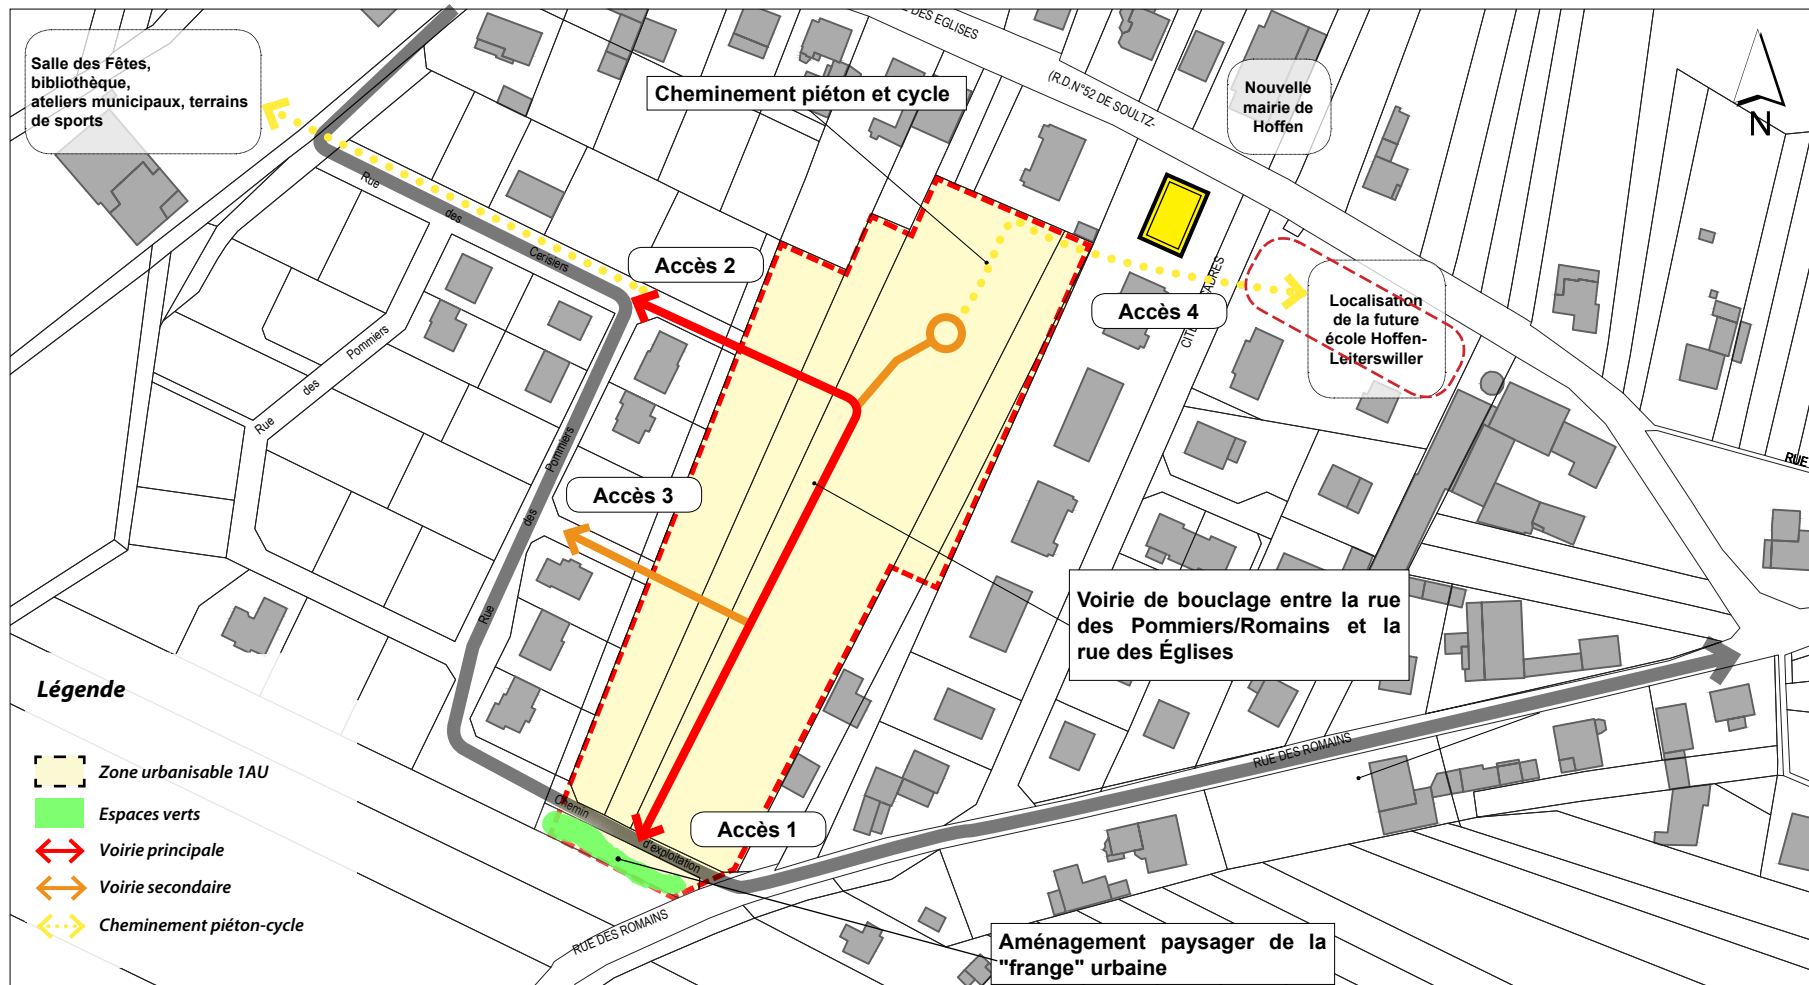 DES EGLISES
(R.D.N°52 DE SOULTZ-
Salle des Fêtes,
bibliothèque,
ateliers municipaux, terrains
de sports
Cheminement piéton et cycle
Nouvelle
mairie de
Hoffen
N
Rue
des
Cerisiers
Accès 2
Accès 4
Localisation
de la future
école Hoffen-
Leiterswiller
Rue
des
Pommiers
Rue
des
Pommiers
Accès 3
RUE
Voirie de bouclage entre la rue
des Pommiers/Romains et la
rue des Églises
Légende
Zone urbanisable 1AU
Espaces verts
Voirie principale
Voirie secondaire
Cheminement piéton-cycle
Chemin
d'exploitation
Accès 1
RUE DES ROMAINS
RUE DES ROMAINS
Aménagement paysager de la
"frange" urbaine